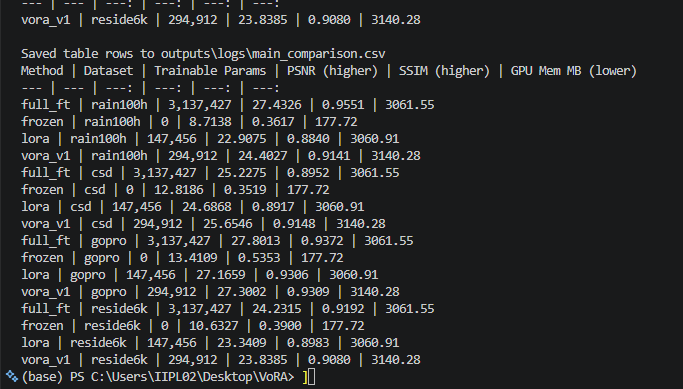 --- | --- | ---: | ---: | ---: | ---:
vora_v1 | reside6k | 294,912 | 23.8385 | 0.9080 | 3140.28
Saved table rows to outputs\logs\main_comparison.csv
Method | Dataset | Trainable Params | PSNR (higher) | SSIM (higher) | GPU Mem MB (lower)
--- | --- | ---: | ---: | ---: | ---:
full_ft | rain100h | 3,137,427 | 27.4326 | 0.9551 | 3061.55
frozen | rain100h | 0 | 8.7138 | 0.3617 | 177.72
lora | rain100h | 147,456 | 22.9075 | 0.8840 | 3060.91
vora_v1 | rain100h | 294,912 | 24.4027 | 0.9141 | 3140.28
full_ft | csd | 3,137,427 | 25.2275 | 0.8952 | 3061.55
frozen | csd | 0 | 12.8186 | 0.3519 | 177.72
lora | csd | 147,456 | 24.6868 | 0.8917 | 3060.91
vora_v1 | csd | 294,912 | 25.6546 | 0.9148 | 3140.28
full_ft | gopro | 3,137,427 | 27.8013 | 0.9372 | 3061.55
frozen | gopro | 0 | 13.4109 | 0.5353 | 177.72
lora | gopro | 147,456 | 27.1659 | 0.9306 | 3060.91
vora_v1 | gopro | 294,912 | 27.3002 | 0.9309 | 3140.28
full_ft | reside6k | 3,137,427 | 24.2315 | 0.9192 | 3061.55
frozen | reside6k | 0 | 10.6327 | 0.3900 | 177.72
lora | reside6k | 147,456 | 23.3409 | 0.8983 | 3060.91
vora_v1 | reside6k | 294,912 | 23.8385 | 0.9080 | 3140.28
(base) PS C:\Users\IIPL02\Desktop\VoRA> ]